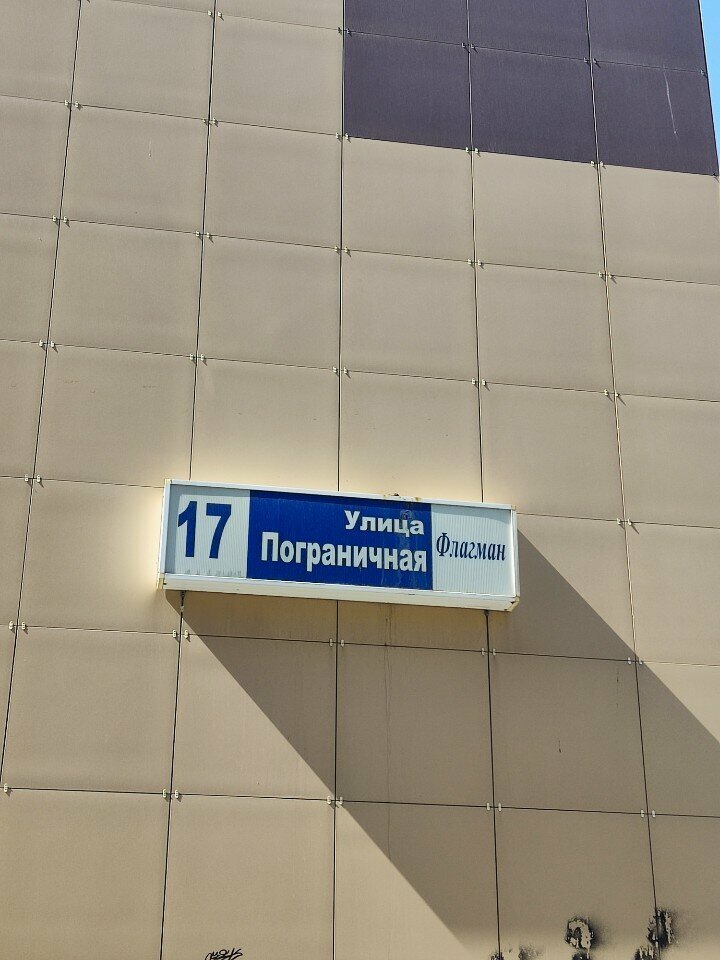 17
Улица
Пограничная
Флагман